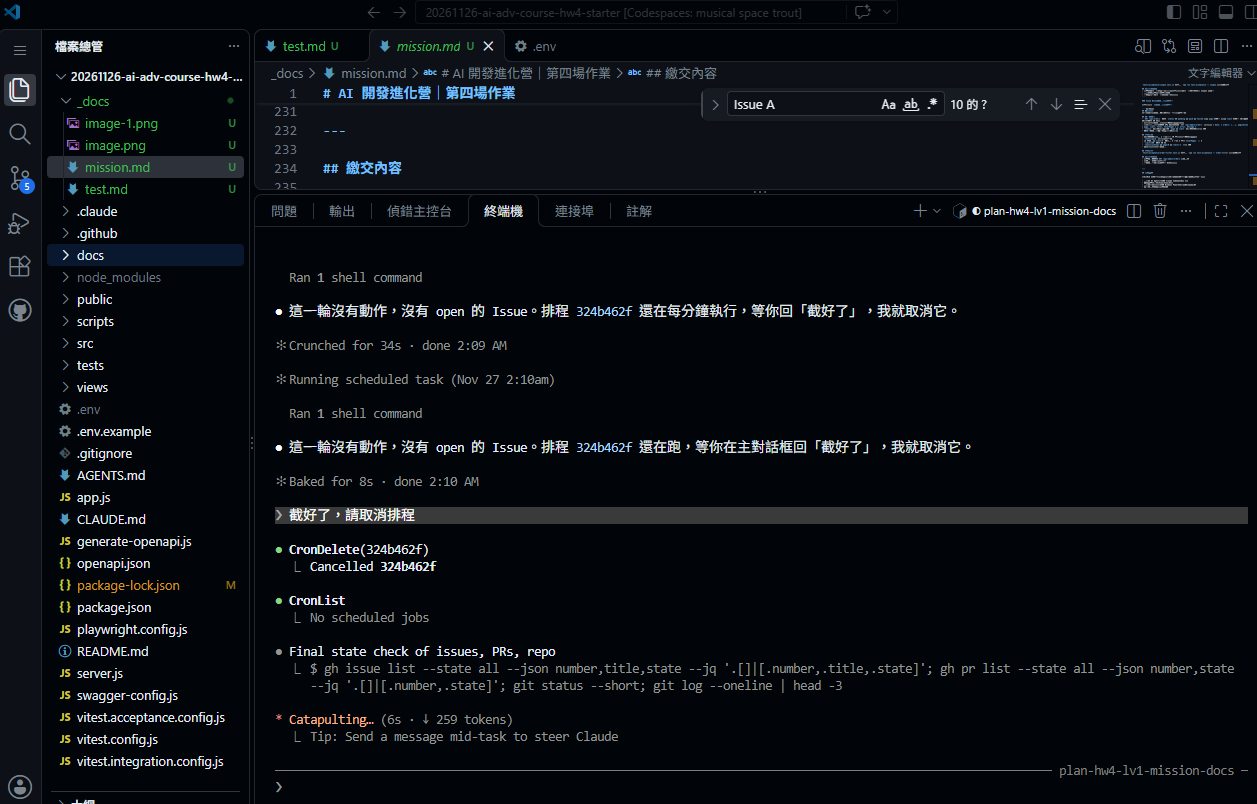 20261126-ai-adv-course-hw4-starter [Codespaces: musical space trout]
檔案總管
20261126-ai-adv-course-hw4-...
_docs
image-1.png U
image.png U
mission.md U
test.md U
.claude
.github
docs
node_modules
public
scripts
src
tests
views
.env
.env.example
.gitignore
AGENTS.md
app.js
CLAUDE.md
generate-openapi.js
openapi.json
package-lock.json M
package.json
playwright.config.js
README.md
server.js
swagger-config.js
vitest.acceptance.config.js
vitest.config.js
vitest.integration.config.js
5
test.md U
mission.md U
.env
_docs > mission.md > # AI 開發進化營｜第四場作業 > ## 繳交內容
文字編輯器
1 # AI 開發進化營｜第四場作業
231
232 ---
233
234 ## 繳交內容
235
Issue A
Aa ab .*
10 的 ?
問題
輸出
偵錯主控台
終端機
連接埠
註解
plan-hw4-lv1-mission-docs
Ran 1 shell command
● 這一輪沒有動作，沒有 open 的 Issue。排程 324b462f 還在每分鐘執行，等你回「截好了」，我就取消它。
✻ Crunched for 34s · done 2:09 AM
✻ Running scheduled task (Nov 27 2:10am)
Ran 1 shell command
● 這一輪沒有動作，沒有 open 的 Issue。排程 324b462f 還在跑，等你在主對話框回「截好了」，我就取消它。
✻ Baked for 8s · done 2:10 AM
❯ 截好了，請取消排程
● CronDelete(324b462f)
└ Cancelled 324b462f
● CronList
└ No scheduled jobs
● Final state check of issues, PRs, repo
└ $ gh issue list --state all --json number,title,state --jq '.[]|[.number,.title,.state]'; gh pr list --state all --json number,state
--jq '.[]|[.number,.state]'; git status --short; git log --oneline | head -3
* Catapulting… (6s · ↓ 259 tokens)
└ Tip: Send a message mid-task to steer Claude
plan-hw4-lv1-mission-docs
❯